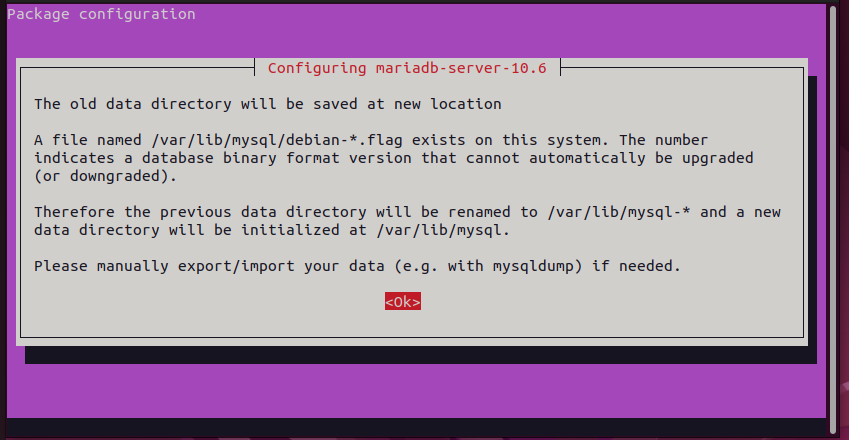 Package configuration
Configuring mariadb-server-10.6
The old data directory will be saved at new location
A file named /var/lib/mysql/debian-*.flag exists on this system. The number
indicates a database binary format version that cannot automatically be upgraded
(or downgraded).
Therefore the previous data directory will be renamed to /var/lib/mysql-* and a new
data directory will be initialized at /var/lib/mysql.
Please manually export/import your data (e.g. with mysqldump) if needed.
<Ok>